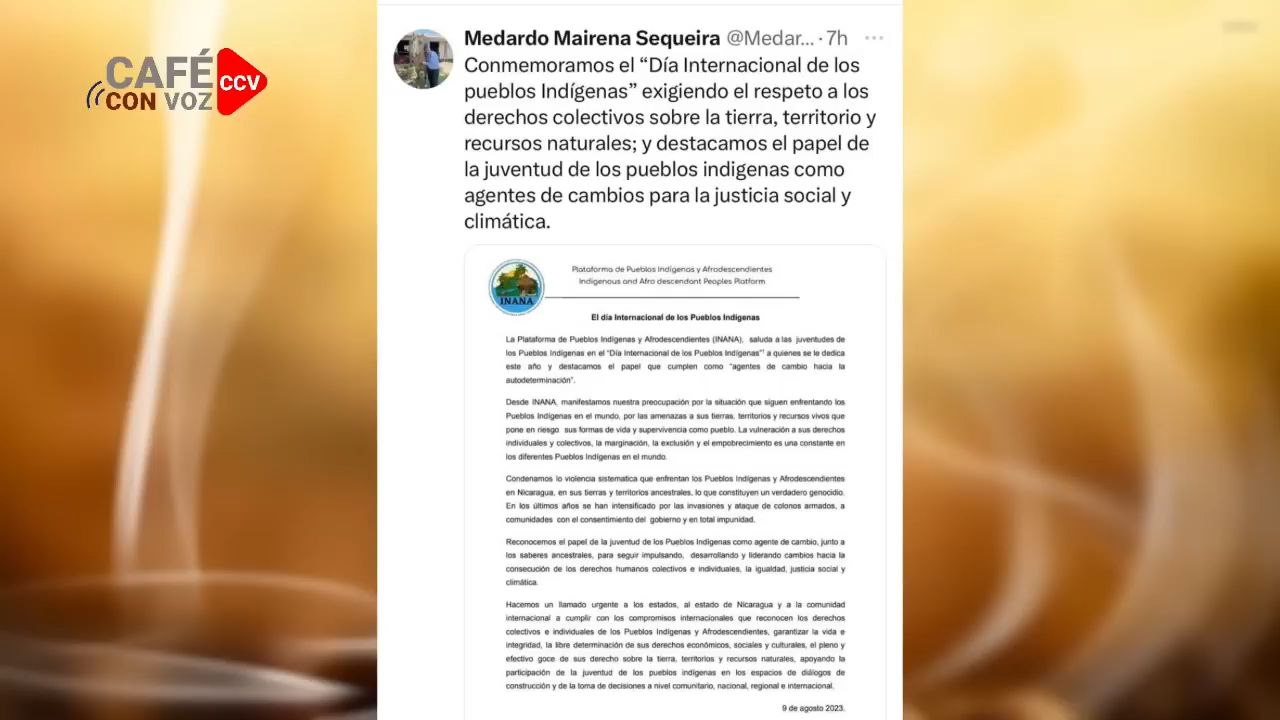 CAFÉ
CON VOZ
CCV
Medardo Mairena Sequeira @Medar... · 7h
Conmemoramos el “Día Internacional de los
pueblos Indígenas” exigiendo el respeto a los
derechos colectivos sobre la tierra, territorio y
recursos naturales; y destacamos el papel de
la juventud de los pueblos indigenas como
agentes de cambios para la justicia social y
climática.
INANA
Plataforma de Pueblos Indígenas y Afrodescendientes
Indigenous and Afro descendant Peoples Platform
El día Internacional de los Pueblos Indigenas
La Plataforma de Pueblos Indígenas y Afrodescendientes (INANA), saluda a las juventudes de
los Pueblos Indígenas en el “Día Internacional de los Pueblos Indígenas”¹ a quienes se le dedica
este año y destacamos el papel que cumplen como “agentes de cambio hacia la
autodeterminación”.
Desde INANA, manifestamos nuestra preocupación por la situación que siguen enfrentando los
Pueblos Indígenas en el mundo, por las amenazas a sus tierras, territorios y recursos vivos que
pone en riesgo sus formas de vida y supervivencia como pueblo. La vulneración a sus derechos
individuales y colectivos, la marginación, la exclusión y el empobrecimiento es una constante en
los diferentes Pueblos Indígenas en el mundo.
Condenamos lo violencia sistematica que enfrentan los Pueblos Indígenas y Afrodescendientes
en Nicaragua, en sus tierras y territorios ancestrales, lo que constituyen un verdadero genocidio.
En los últimos años se han intensificado por las invasiones y ataque de colonos armados, a
comunidades con el consentimiento del gobierno y en total impunidad.
Reconocemos el papel de la juventud de los Pueblos Indígenas como agente de cambio, junto a
los saberes ancestrales, para seguir impulsando, desarrollando y liderando cambios hacia la
consecución de los derechos humanos colectivos e individuales, la igualdad, justicia social y
climática.
Hacemos un llamado urgente a los estados, al estado de Nicaragua y a la comunidad
internacional a cumplir con los compromisos internacionales que reconocen los derechos
colectivos e individuales de los Pueblos Indígenas y Afrodescendientes, garantizar la vida e
integridad, la libre determinación de sus derechos económicos, sociales y culturales, el pleno y
efectivo goce de sus derecho sobre la tierra, territorios y recursos naturales, apoyando la
participación de la juventud de los pueblos indígenas en los espacios de diálogos de
construcción y de la toma de decisiones a nivel comunitario, nacional, regional e internacional.
9 de agosto 2023.